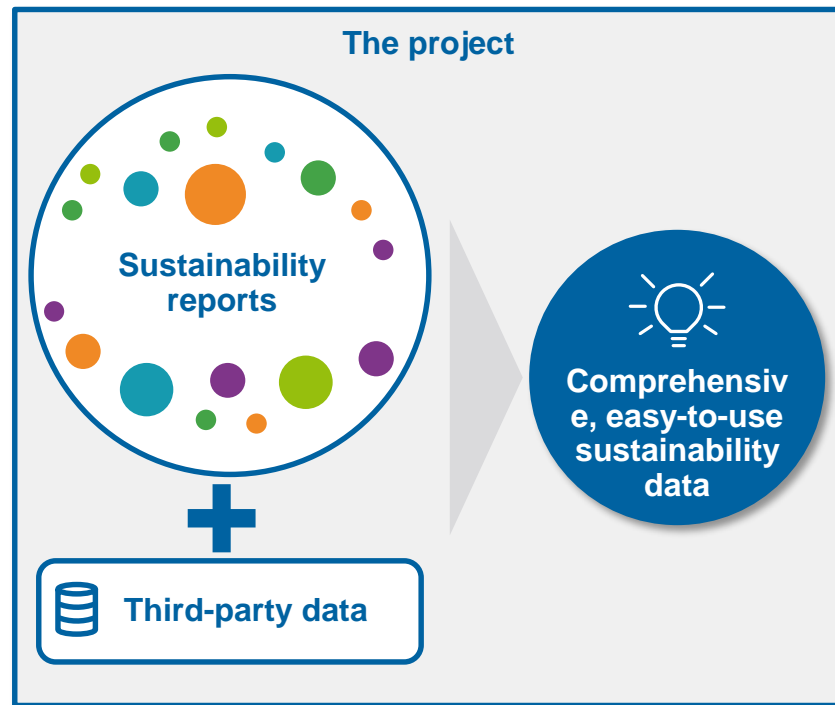 The project
Sustainability
reports
Third-party data
Comprehensiv
e, easy-to-use
sustainability
data